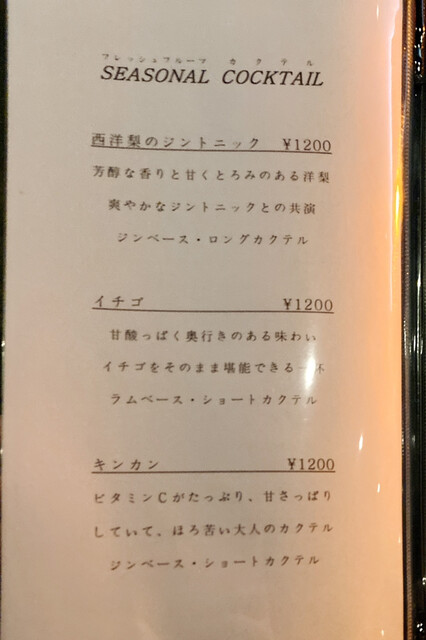 フレッシュフルーツ カクテル
SEASONAL COCKTAIL
西洋梨のジントニック ¥1200
芳醇な香りと甘くとろみのある洋梨
爽やかなジントニックとの共演
ジンベース・ロングカクテル
イチゴ ¥1200
甘酸っぱく奥行きのある味わい
イチゴをそのまま堪能できる一杯
ラムベース・ショートカクテル
キンカン ¥1200
ビタミンCがたっぷり、甘さっぱり
していて、ほろ苦い大人のカクテル
ジンベース・ショートカクテル